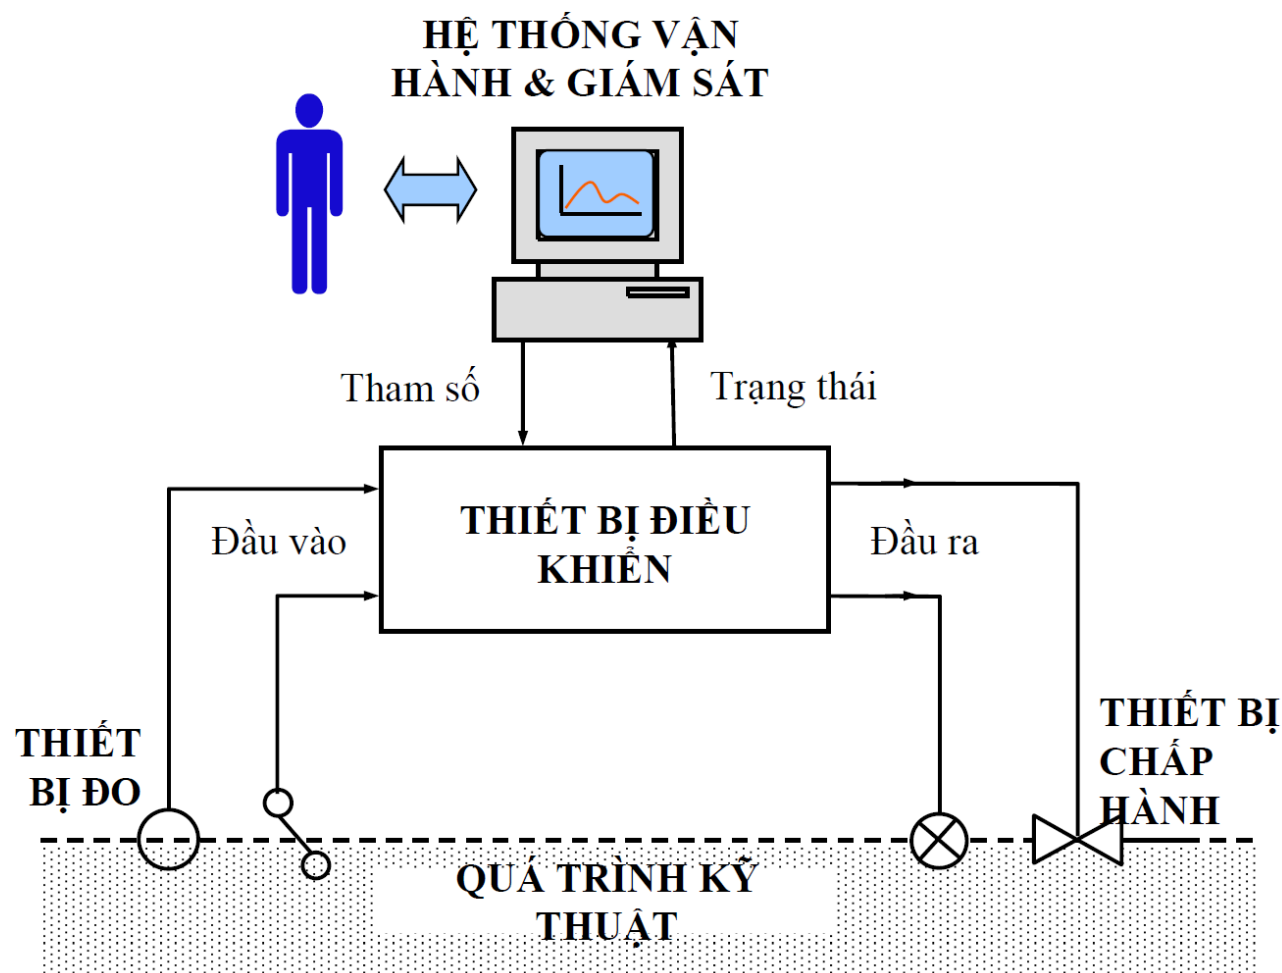 HỆ THỐNG VẬN
HÀNH & GIÁM SÁT
Tham số
Trạng thái
THIẾT BỊ ĐIỀU
KHIỂN
Đầu vào
Đầu ra
THIẾT
BỊ ĐO
THIẾT BỊ
CHẤP
HÀNH
QUÁ TRÌNH KỸ
THUẬT